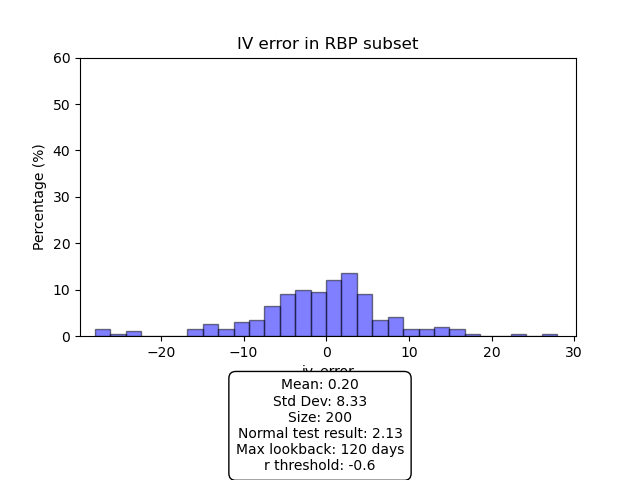 IV error in RBP subset
60
50
40
30
20
10
0
Percentage (%)
−20
−10
0
10
20
30
iv_error
Mean: 0.20
Std Dev: 8.33
Size: 200
Normal test result: 2.13
Max lookback: 120 days
r threshold: -0.6